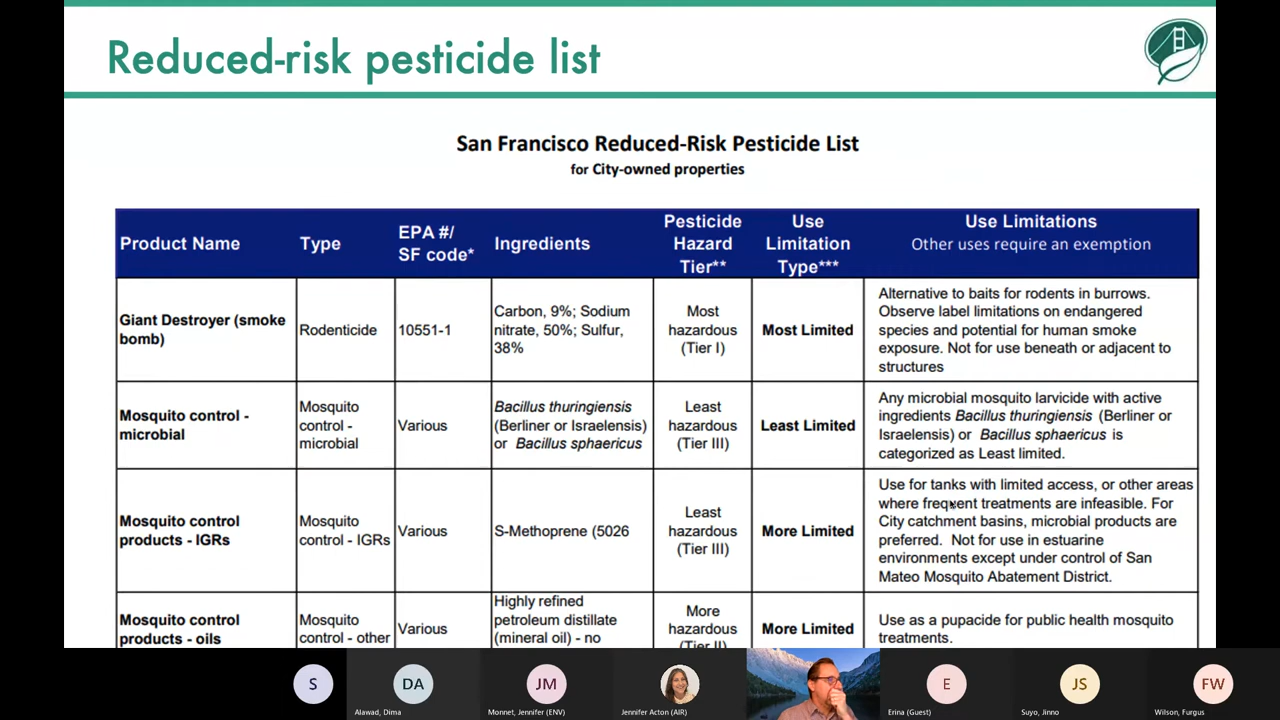 Reduced-risk pesticide list
San Francisco Reduced-Risk Pesticide List
for City-owned properties
Product Name
Type
EPA #/
SF code*
Ingredients
Pesticide
Hazard
Tier**
Use
Limitation
Type***
Use Limitations
Other uses require an exemption
Giant Destroyer (smoke
bomb)
Rodenticide
10551-1
Carbon, 9%; Sodium
nitrate, 50%; Sulfur,
38%
Most
hazardous
(Tier I)
Most Limited
Alternative to baits for rodents in burrows.
Observe label limitations on endangered
species and potential for human smoke
exposure. Not for use beneath or adjacent to
structures
Mosquito control -
microbial
Mosquito
control -
microbial
Various
Bacillus thuringiensis
(Berliner or Israelensis)
or Bacillus sphaericus
Least
hazardous
(Tier III)
Least Limited
Any microbial mosquito larvicide with active
ingredients Bacillus thuringiensis (Berliner or
Israelensis) or Bacillus sphaericus is
categorized as Least limited.
Mosquito control
products - IGRs
Mosquito
control - IGRs
Various
S-Methoprene (5026
Least
hazardous
(Tier III)
More Limited
Use for tanks with limited access, or other areas
where frequent treatments are infeasible. For
City catchment basins, microbial products are
preferred. Not for use in estuarine
environments except under control of San
Mateo Mosquito Abatement District.
Mosquito control
products - oils
Mosquito
control - other
Various
Highly refined
petroleum distillate
(mineral oil) - no
More
hazardous
(Tier II)
More Limited
Use as a pupacide for public health mosquito
treatments.
S
DA
JM
E
JS
FW
Alawad, Dima
Monnet, Jennifer (ENV)
Jennifer Acton (AIR)
Erina (Guest)
Suyo, Jinno
Wilson, Furgus